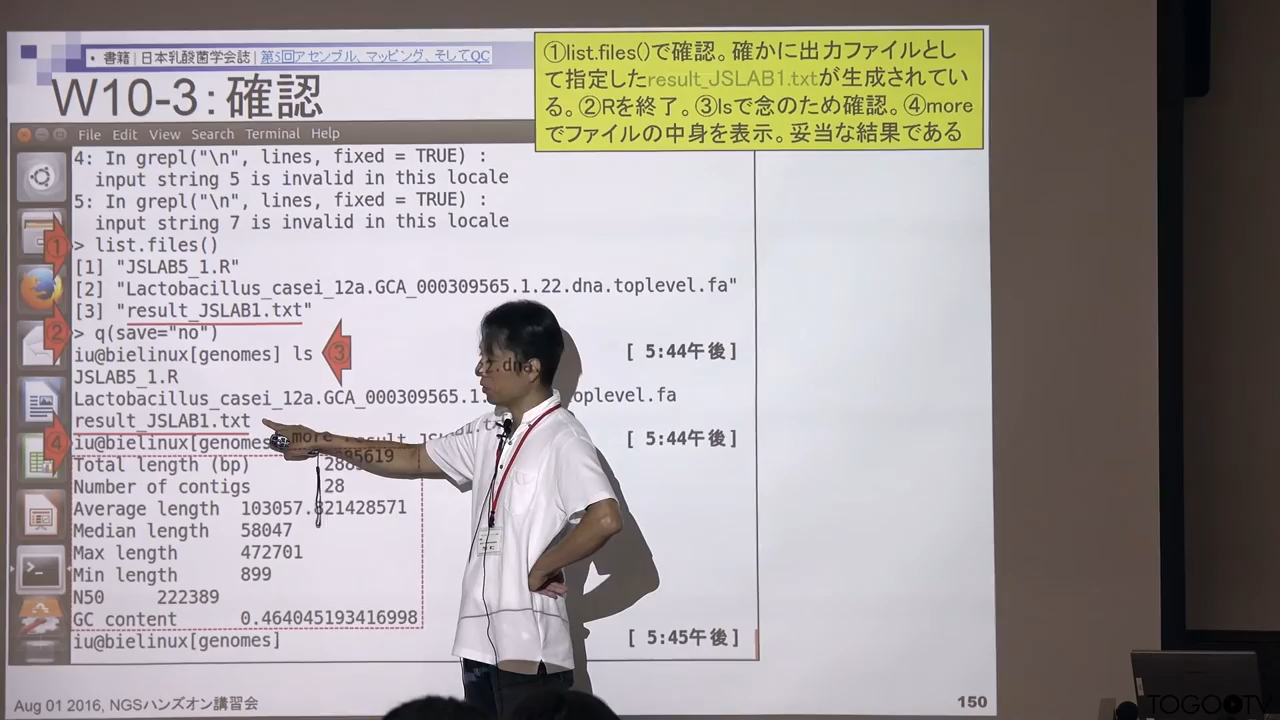 ・書籍 | 日本乳酸菌学会誌 | 第5回アセンブル、マッピング、そしてQC
W10-3：確認
①list.files()で確認。確かに出力ファイルとし
て指定したresult_JSLAB1.txtが生成されてい
る。②Rを終了。③lsで念のため確認。④more
でファイルの中身を表示。妥当な結果である
File Edit View Search Terminal Help
4: In grepl("\n", lines, fixed = TRUE) :
input string 5 is invalid in this locale
5: In grepl("\n", lines, fixed = TRUE) :
input string 7 is invalid in this locale
① > list.files()
[1] "JSLAB5_1.R"
[2] "Lactobacillus_casei_12a.GCA_000309565.1.22.dna.toplevel.fa"
[3] "result_JSLAB1.txt"
② > q(save="no")
iu@bielinux[genomes] ls ③ [ 5:44午後]
JSLAB5_1.R
Lactobacillus_casei_12a.GCA_000309565.1.22.dna.toplevel.fa
result_JSLAB1.txt
④ iu@bielinux[genomes] more result_JSLAB1.txt [ 5:44午後]
Total length (bp) 2885619
Number of contigs 28
Average length 103057.821428571
Median length 58047
Max length 472701
Min length 899
N50 222389
GC content 0.464045193416998
iu@bielinux[genomes] [ 5:45午後]
Aug 01 2016, NGSハンズオン講習会
150
TOGOTV